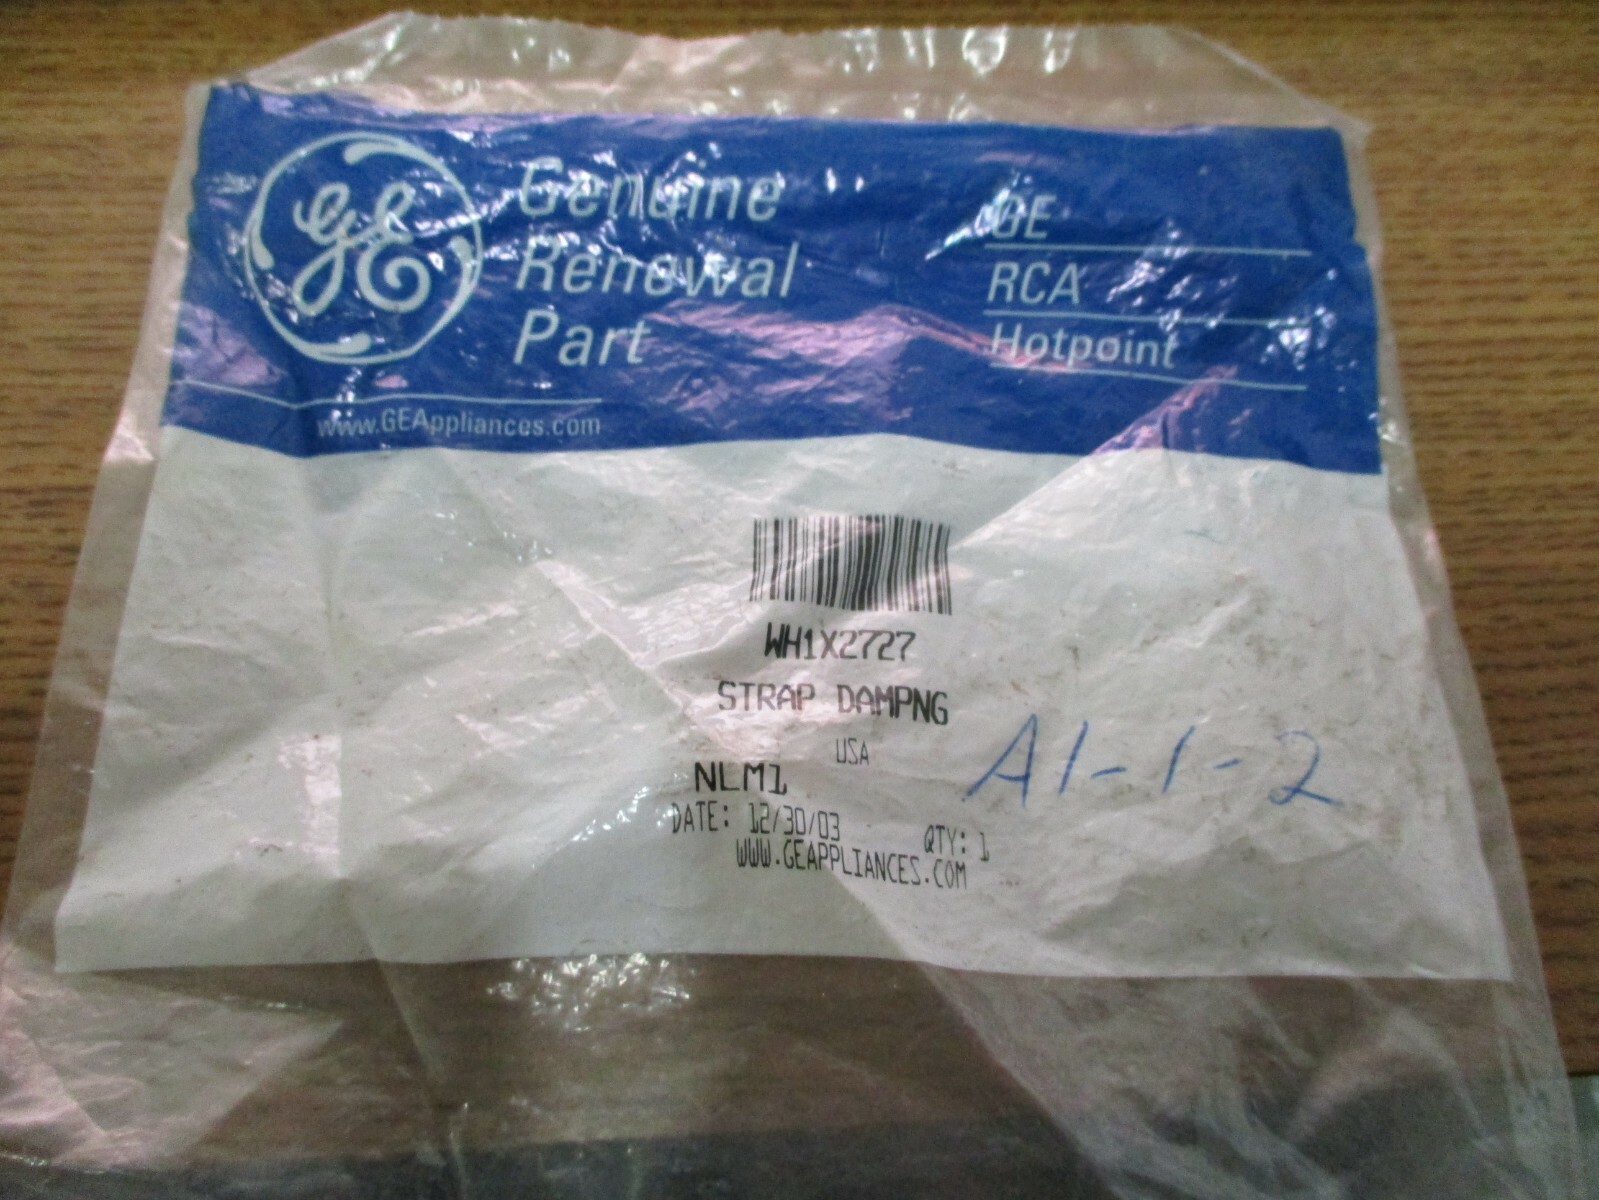 GE
Genuine
Renewal
Part
www.GEAppliances.com
GE
RCA
Hotpoint
WH1X2727
STRAP DAMPNG
USA
NLM1
DATE: 12/30/03 QTY: 1
WWW.GEAPPLIANCES.COM
A1-1-2